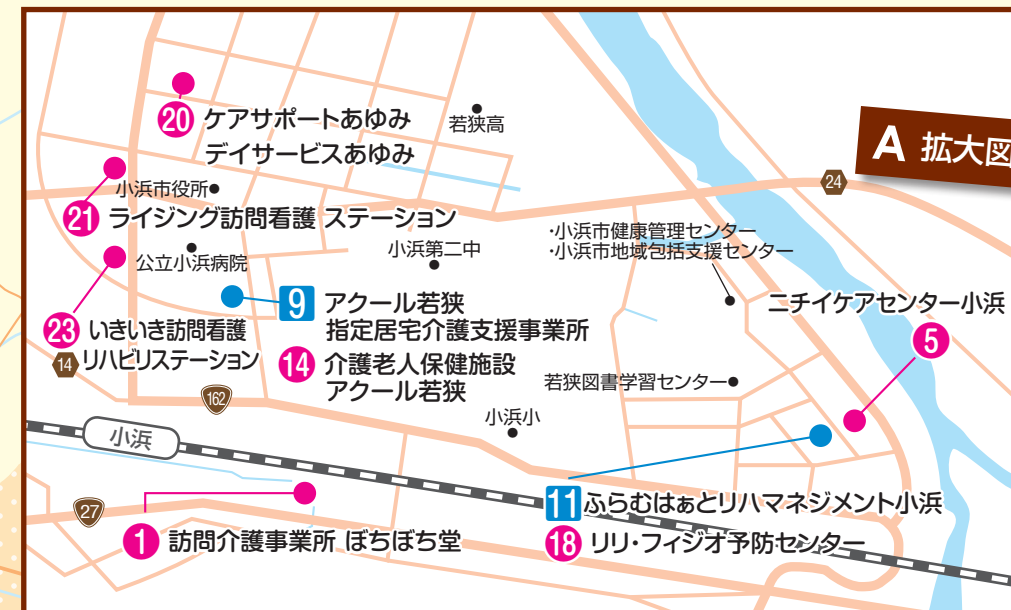 A 拡大図
20 ケアサポートあゆみ
デイサービスあゆみ
若狭高
24
小浜市役所
21 ライジング訪問看護 ステーション
・小浜市健康管理センター
・小浜市地域包括支援センター
公立小浜病院
小浜第二中
ニチイケアセンター小浜
5
9 アクール若狭
指定居宅介護支援事業所
23 いきいき訪問看護
リハビリステーション
14
14 介護老人保健施設
アクール若狭
若狭図書学習センター
162
小浜小
小浜
11 ふらむはぁとリハマネジメント小浜
27
1 訪問介護事業所 ぼちぼち堂
18 リリ・フィジオ予防センター